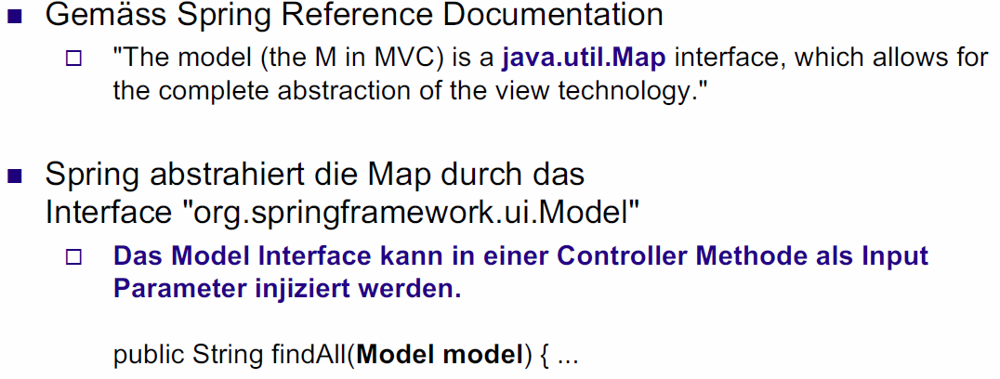 Gemäss Spring Reference Documentation
"The model (the M in MVC) is a java.util.Map interface, which allows for
the complete abstraction of the view technology."
Spring abstrahiert die Map durch das
Interface "org.springframework.ui.Model"
Das Model Interface kann in einer Controller Methode als Input
Parameter injiziert werden.
public String findAll(Model model) { ...